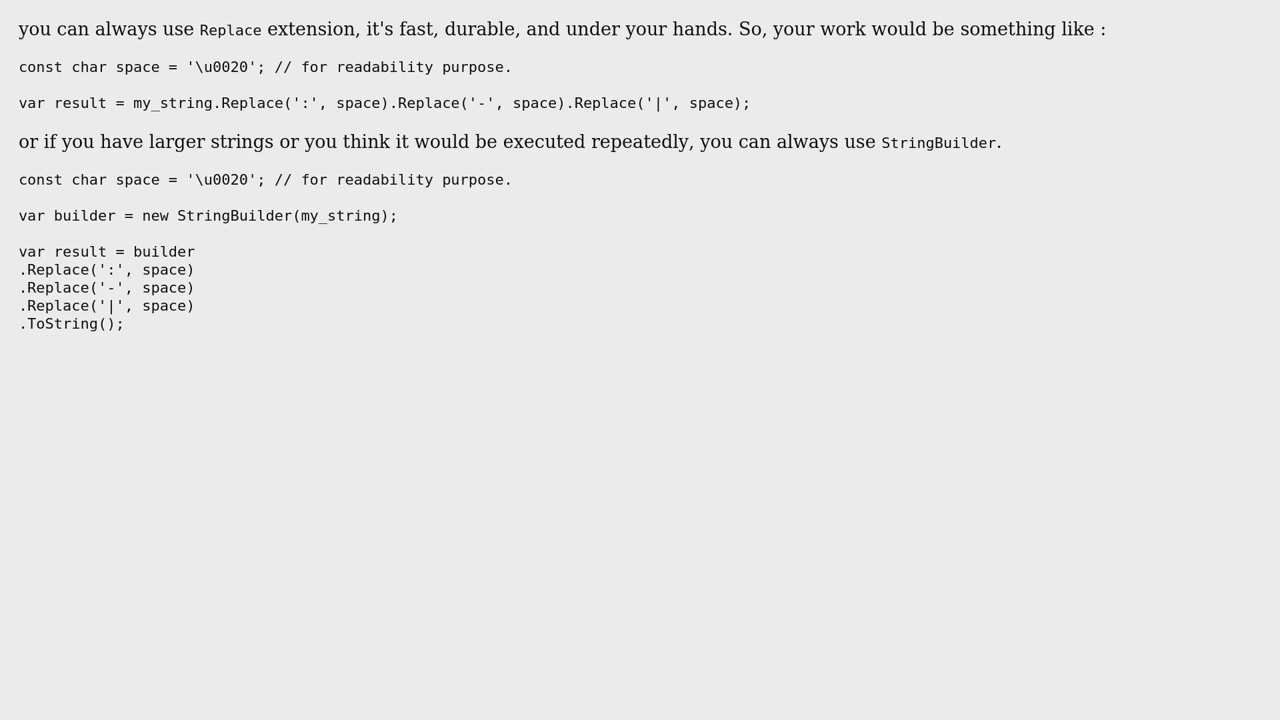 you can always use Replace extension, it's fast, durable, and under your hands. So, your work would be something like :
const char space = '\u0020'; // for readability purpose.
var result = my_string.Replace(':', space).Replace('-', space).Replace('|', space);
or if you have larger strings or you think it would be executed repeatedly, you can always use StringBuilder.
const char space = '\u0020'; // for readability purpose.
var builder = new StringBuilder(my_string);
var result = builder
.Replace(':', space)
.Replace('-', space)
.Replace('|', space)
.ToString();